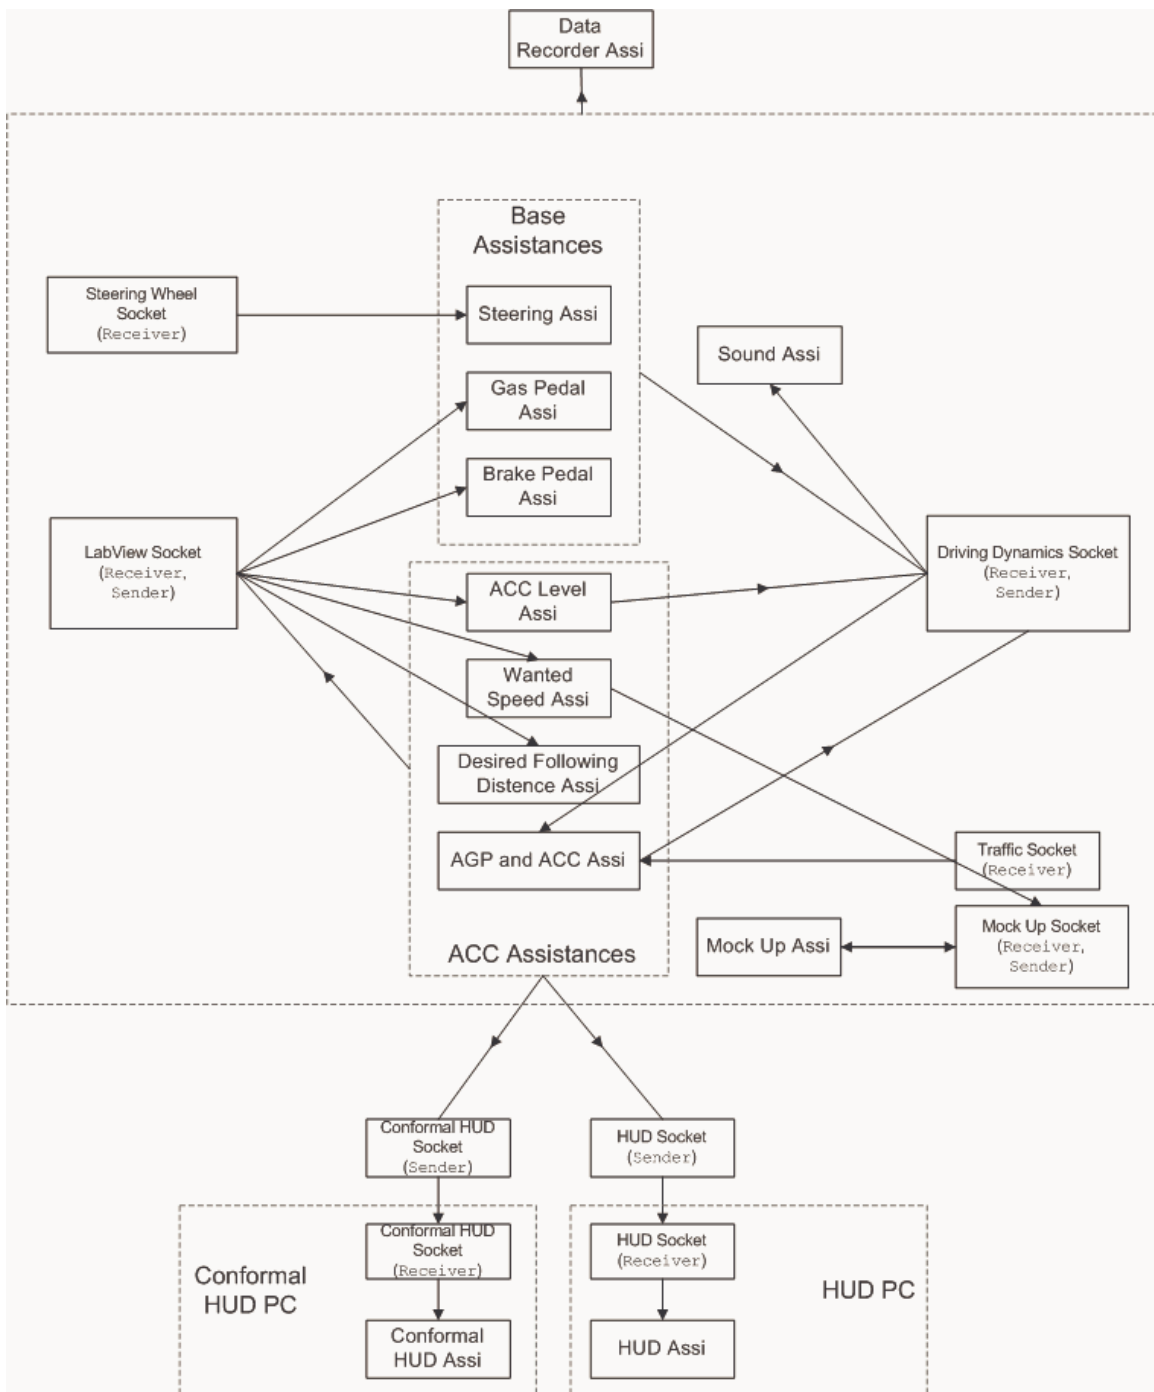 Data
Recorder Assi
Base
Assistances
Steering Wheel
Socket
(Receiver)
Steering Assi
Sound Assi
Gas Pedal
Assi
Brake Pedal
Assi
LabView Socket
(Receiver,
Sender)
Driving Dynamics Socket
(Receiver,
Sender)
ACC Level
Assi
Wanted
Speed Assi
Desired Following
Distence Assi
AGP and ACC Assi
Traffic Socket
(Receiver)
Mock Up Assi
Mock Up Socket
(Receiver,
Sender)
ACC Assistances
Conformal HUD
Socket
(Sender)
HUD Socket
(Sender)
Conformal HUD
Socket
(Receiver)
HUD Socket
(Receiver)
Conformal
HUD PC
HUD PC
Conformal
HUD Assi
HUD Assi